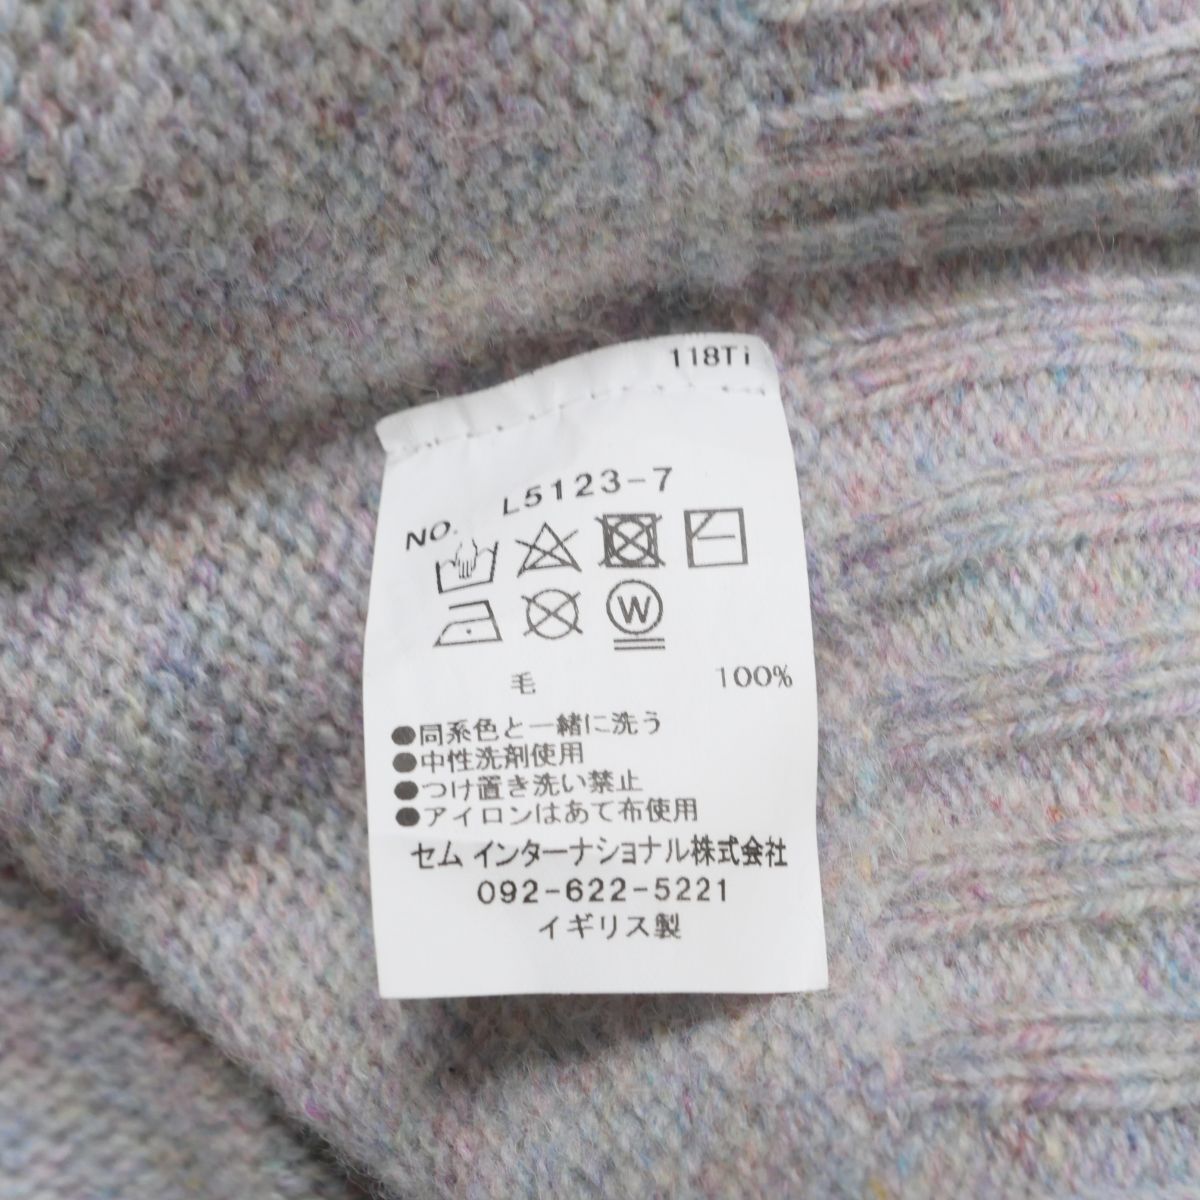 118Ti
NO. L5123-7
W
毛 100%
●同系色と一緒に洗う
●中性洗剤使用
●つけ置き洗い禁止
●アイロンはあて布使用
セム インターナショナル株式会社
092-622-5221
イギリス製